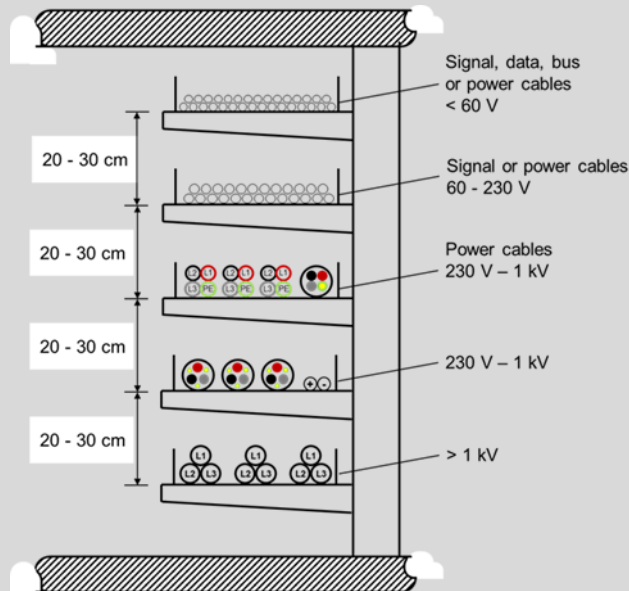 Signal, data, bus
or power cables
< 60 V
20 - 30 cm
Signal or power cables
60 - 230 V
20 - 30 cm
Power cables
230 V – 1 kV
L2 L1 L2 L1 L2 L1
L3 PE L3 PE L3 PE
20 - 30 cm
230 V – 1 kV
+ -
20 - 30 cm
L1 L1 L1
L2 L3 L2 L3 L2 L3
> 1 kV